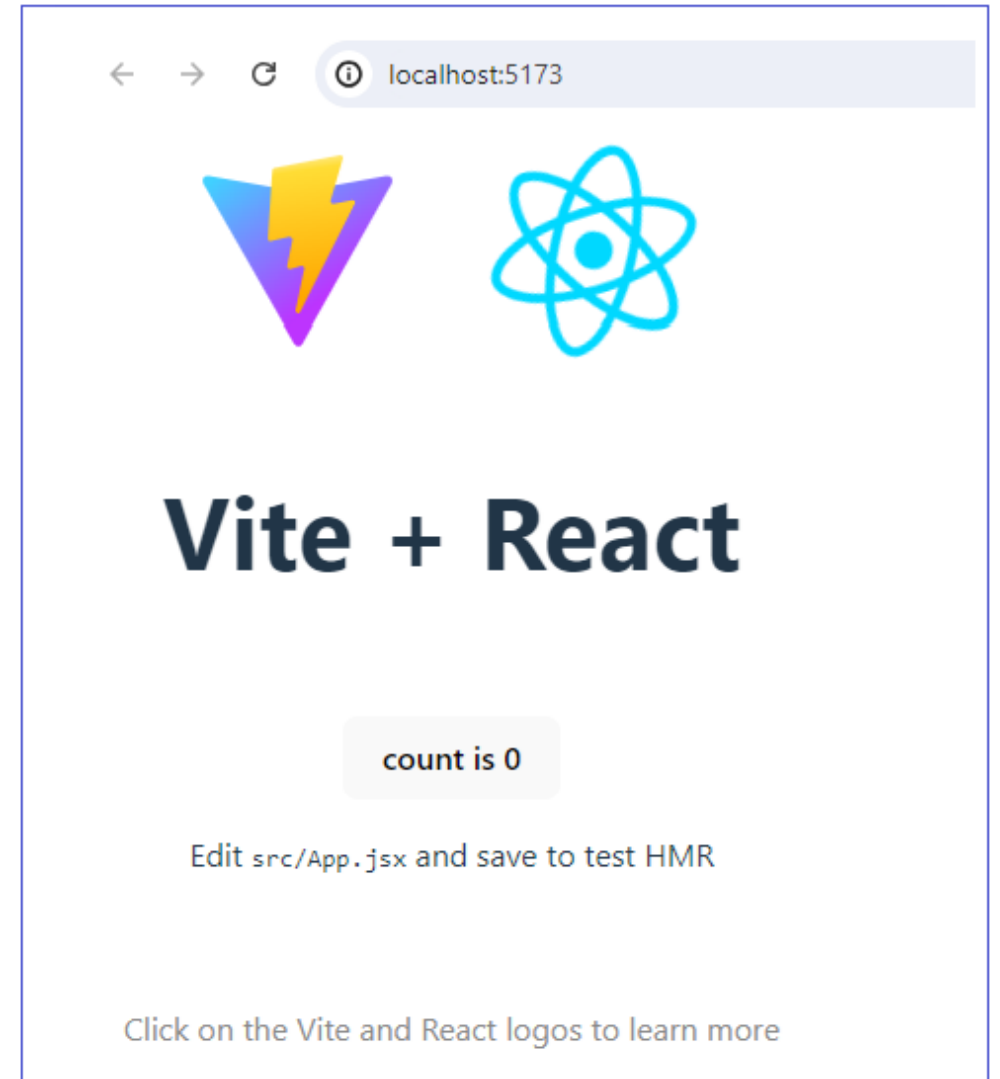 localhost:5173
Vite + React
count is 0
Edit src/App.jsx and save to test HMR
Click on the Vite and React logos to learn more